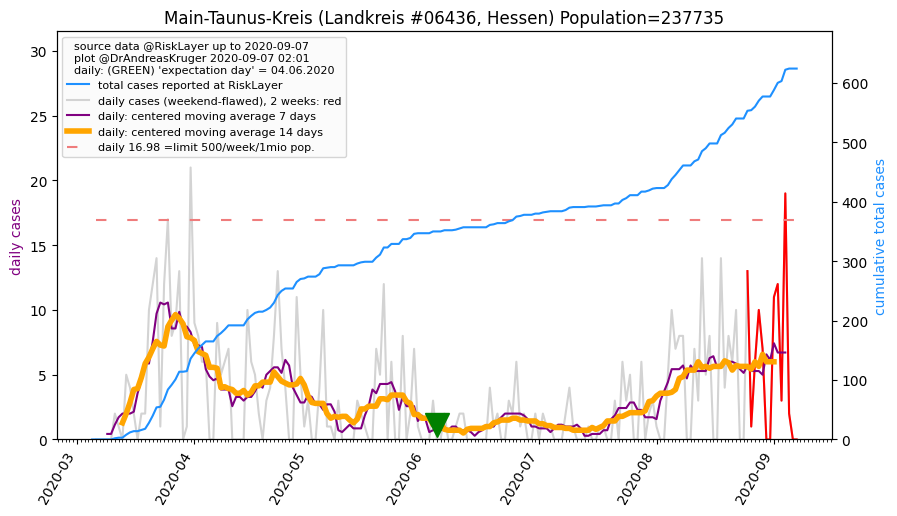 Main-Taunus-Kreis (Landkreis #06436, Hessen) Population=237735
source data @RiskLayer up to 2020-09-07
plot @DrAndreasKruger 2020-09-07 02:01
daily: (GREEN) 'expectation day' = 04.06.2020
total cases reported at RiskLayer
daily cases (weekend-flawed), 2 weeks: red
daily: centered moving average 7 days
daily: centered moving average 14 days
daily 16.98 =limit 500/week/1mio pop.
daily cases
30
25
20
15
10
5
0
cumulative total cases
600
500
400
300
200
100
0
2020-03
2020-04
2020-05
2020-06
2020-07
2020-08
2020-09